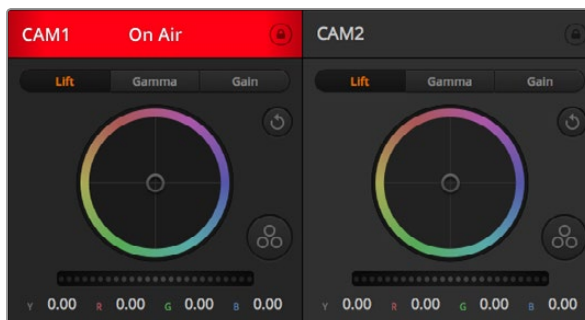 CAM1 On Air CAM2
Lift Gamma Gain Lift Gamma Gain
Y 0.00 R 0.00 G 0.00 B 0.00 Y 0.00 R 0.00 G 0.00 B 0.00